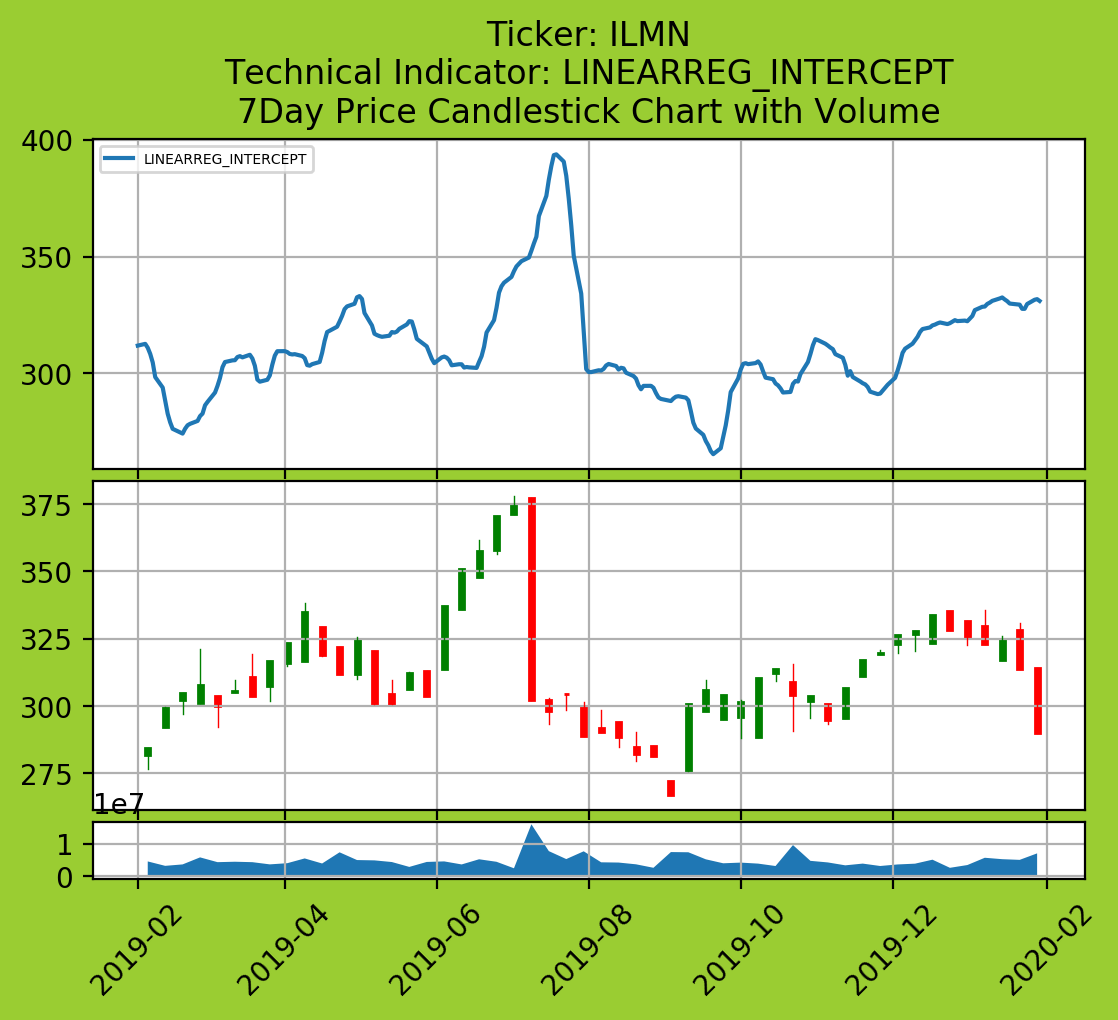 Ticker: ILMN
Technical Indicator: LINEARREG_INTERCEPT
7Day Price Candlestick Chart with Volume
400
LINEARREG_INTERCEPT
350
300
375
350
325
300
275
1e7
1
0
2019-02 2019-04 2019-06 2019-08 2019-10 2019-12 2020-02